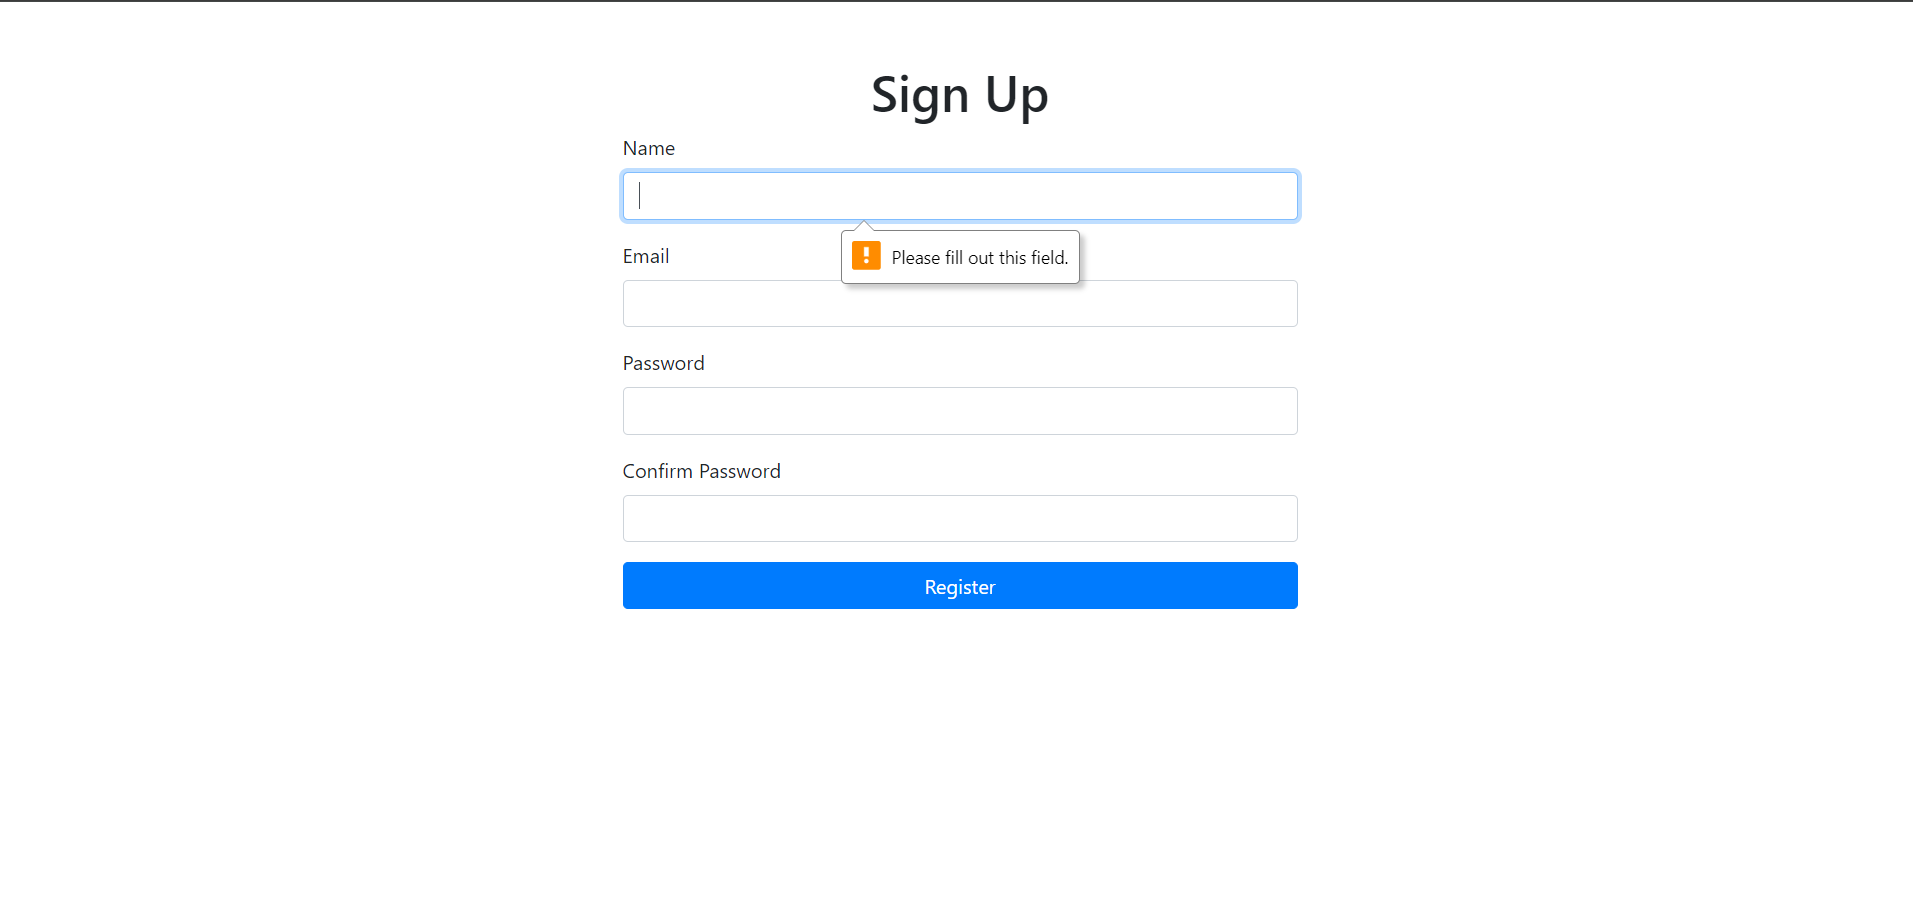 Sign Up
Name
Please fill out this field.
Email
Password
Confirm Password
Register